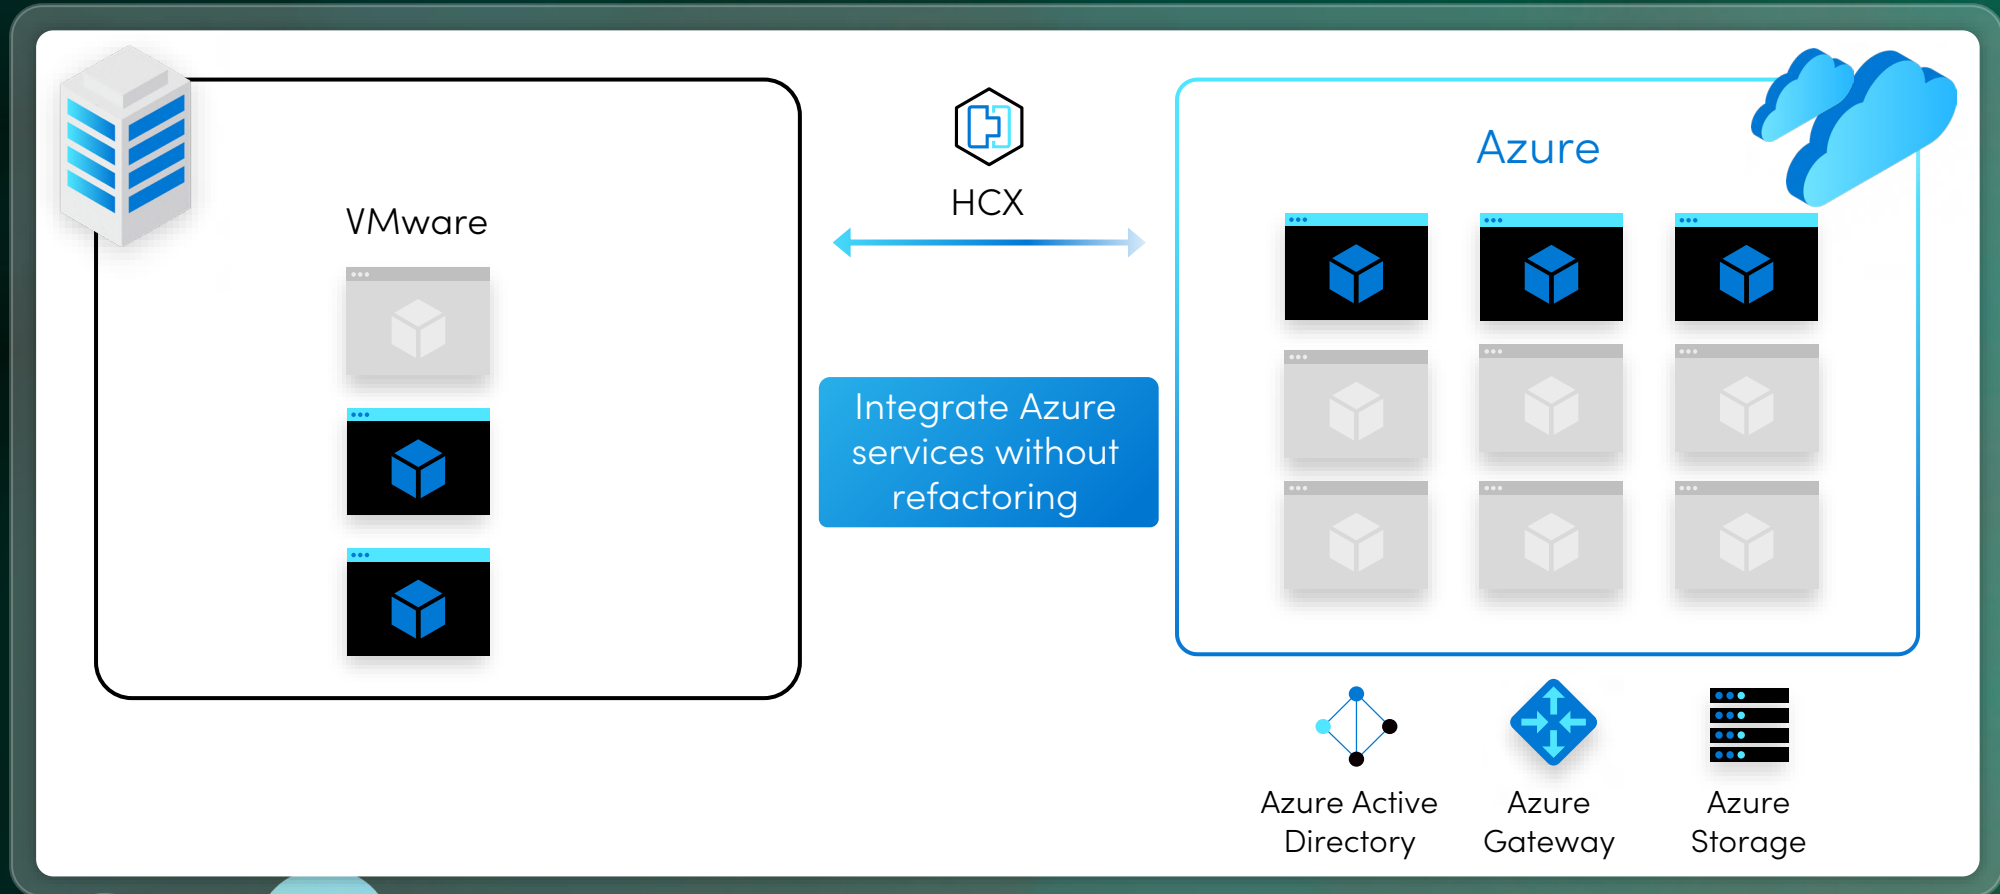 VMware
HCX
Integrate Azure
services without
refactoring
Azure
Azure Active
Directory
Azure
Gateway
Azure
Storage